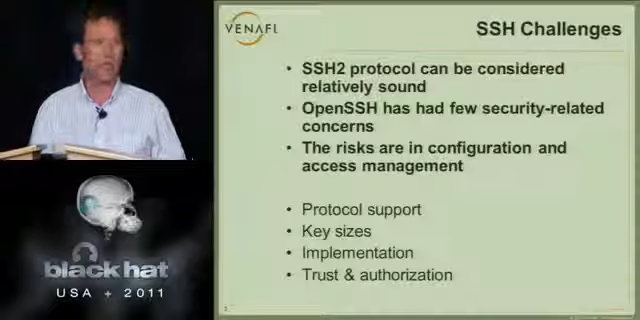 VENAFI
SSH Challenges
• SSH2 protocol can be considered
relatively sound
• OpenSSH has had few security-related
concerns
• The risks are in configuration and
access management
• Protocol support
• Key sizes
• Implementation
• Trust & authorization
black hat
USA + 2011